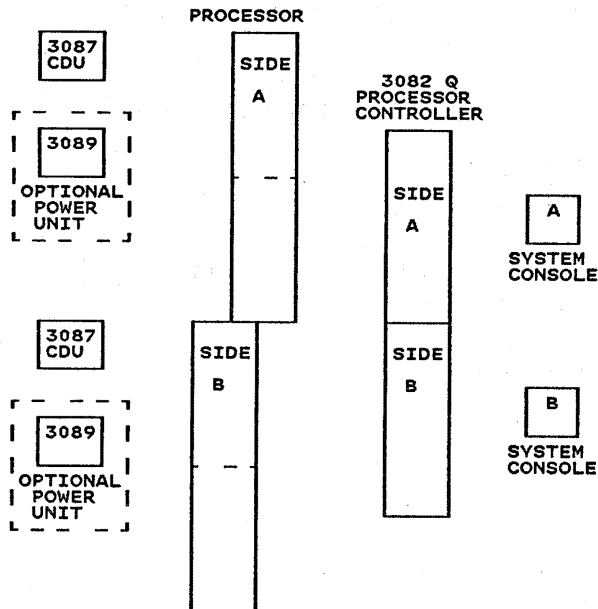 PROCESSOR
3087
CDU
SIDE
A
3082 Q
PROCESSOR
CONTROLLER
3089
OPTIONAL
POWER
UNIT
SIDE
A
A
SYSTEM
CONSOLE
3087
CDU
SIDE
B
SIDE
B
B
SYSTEM
CONSOLE
3089
OPTIONAL
POWER
UNIT